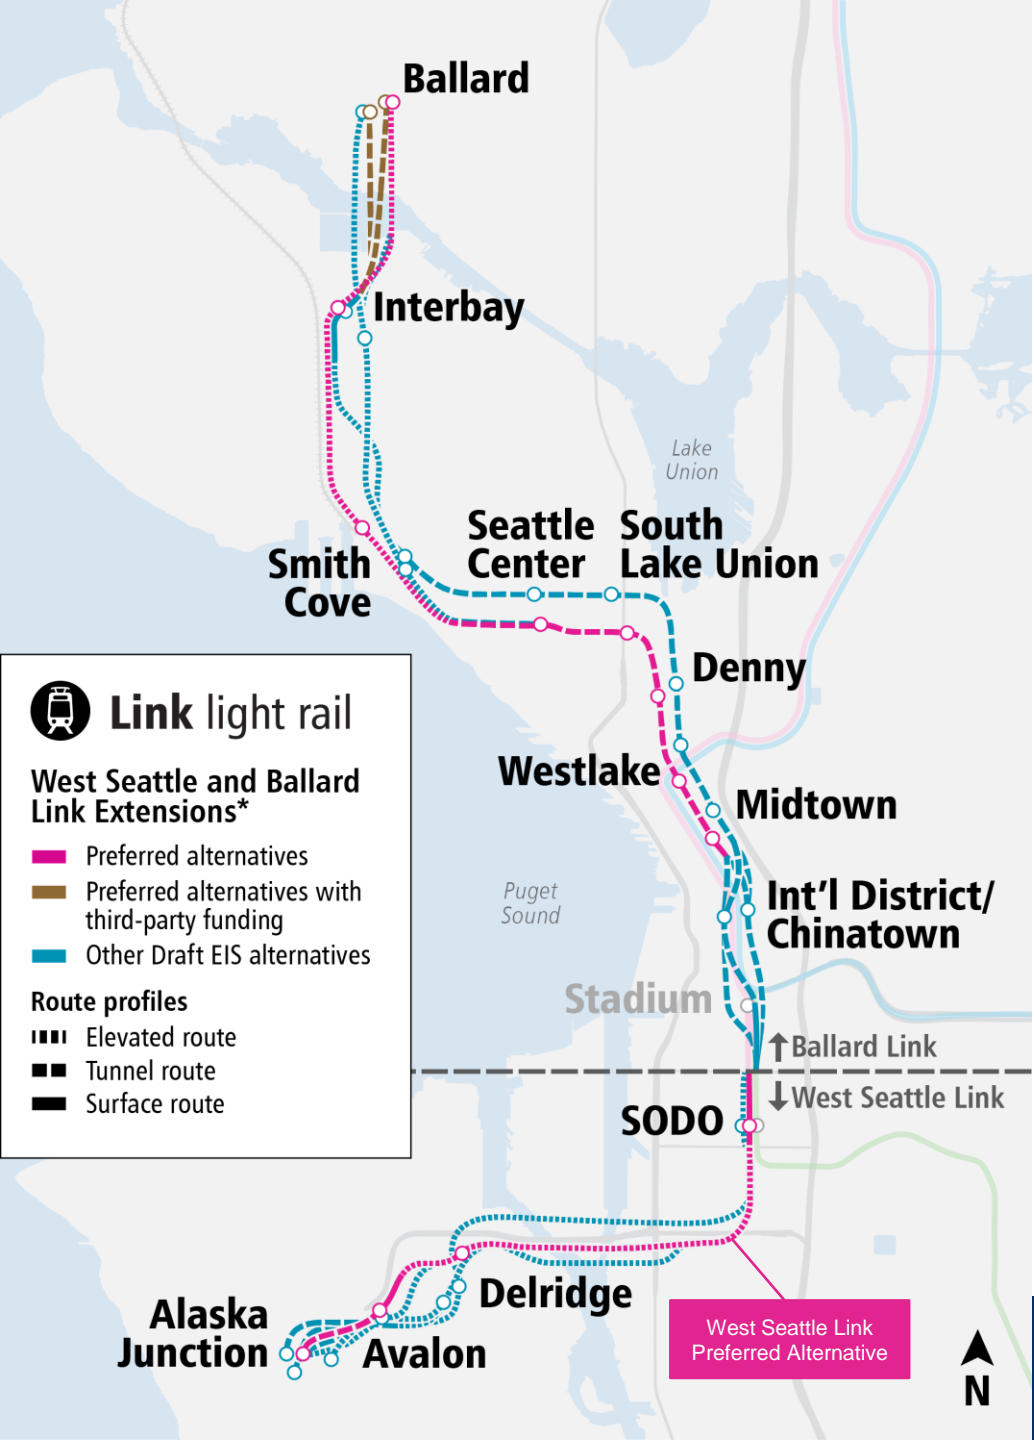 Ballard
Interbay
Lake
Union
Seattle
Center
South
Lake Union
Smith
Cove
Denny
Link light rail
West Seattle and Ballard
Link Extensions*
Preferred alternatives
Preferred alternatives with
third-party funding
Other Draft EIS alternatives
Route profiles
Elevated route
Tunnel route
Surface route
Westlake
Midtown
Puget
Sound
Int'l District/
Chinatown
Stadium
Ballard Link
West Seattle Link
SODO
Delridge
Alaska
Junction
Avalon
West Seattle Link
Preferred Alternative
N